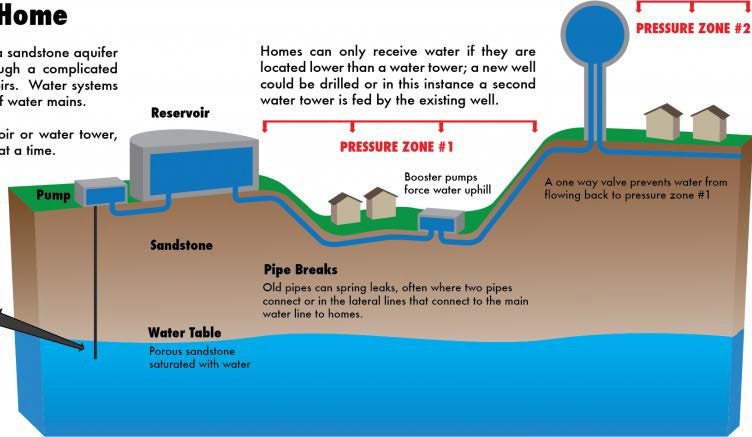 Home
a sandstone aquifer
ugh a complicated
irs. Water systems
f water mains.
oir or water tower,
at a time.
Homes can only receive water if they are
located lower than a water tower; a new well
could be drilled or in this instance a second
water tower is fed by the existing well.
PRESSURE ZONE #2
Reservoir
PRESSURE ZONE #1
Booster pumps
force water uphill
A one way valve prevents water from
flowing back to pressure zone #1
Pump
Sandstone
Pipe Breaks
Old pipes can spring leaks, often where two pipes
connect or in the lateral lines that connect to the main
water line to homes.
Water Table
Porous sandstone
saturated with water